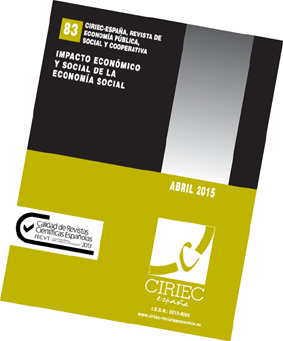 83
CIRIEC-ESPAÑA, REVISTA DE
ECONOMÍA PÚBLICA,
SOCIAL Y COOPERATIVA
IMPACTO ECONÓMICO
Y SOCIAL DE LA
ECONOMÍA SOCIAL
ABRIL 2015
Calidad de Revistas
Científicas Españolas
FECYT
2013
CIRIEC
españa
I.S.S.N.: 0213-8093
www.ciriec-revistaeconomia.es